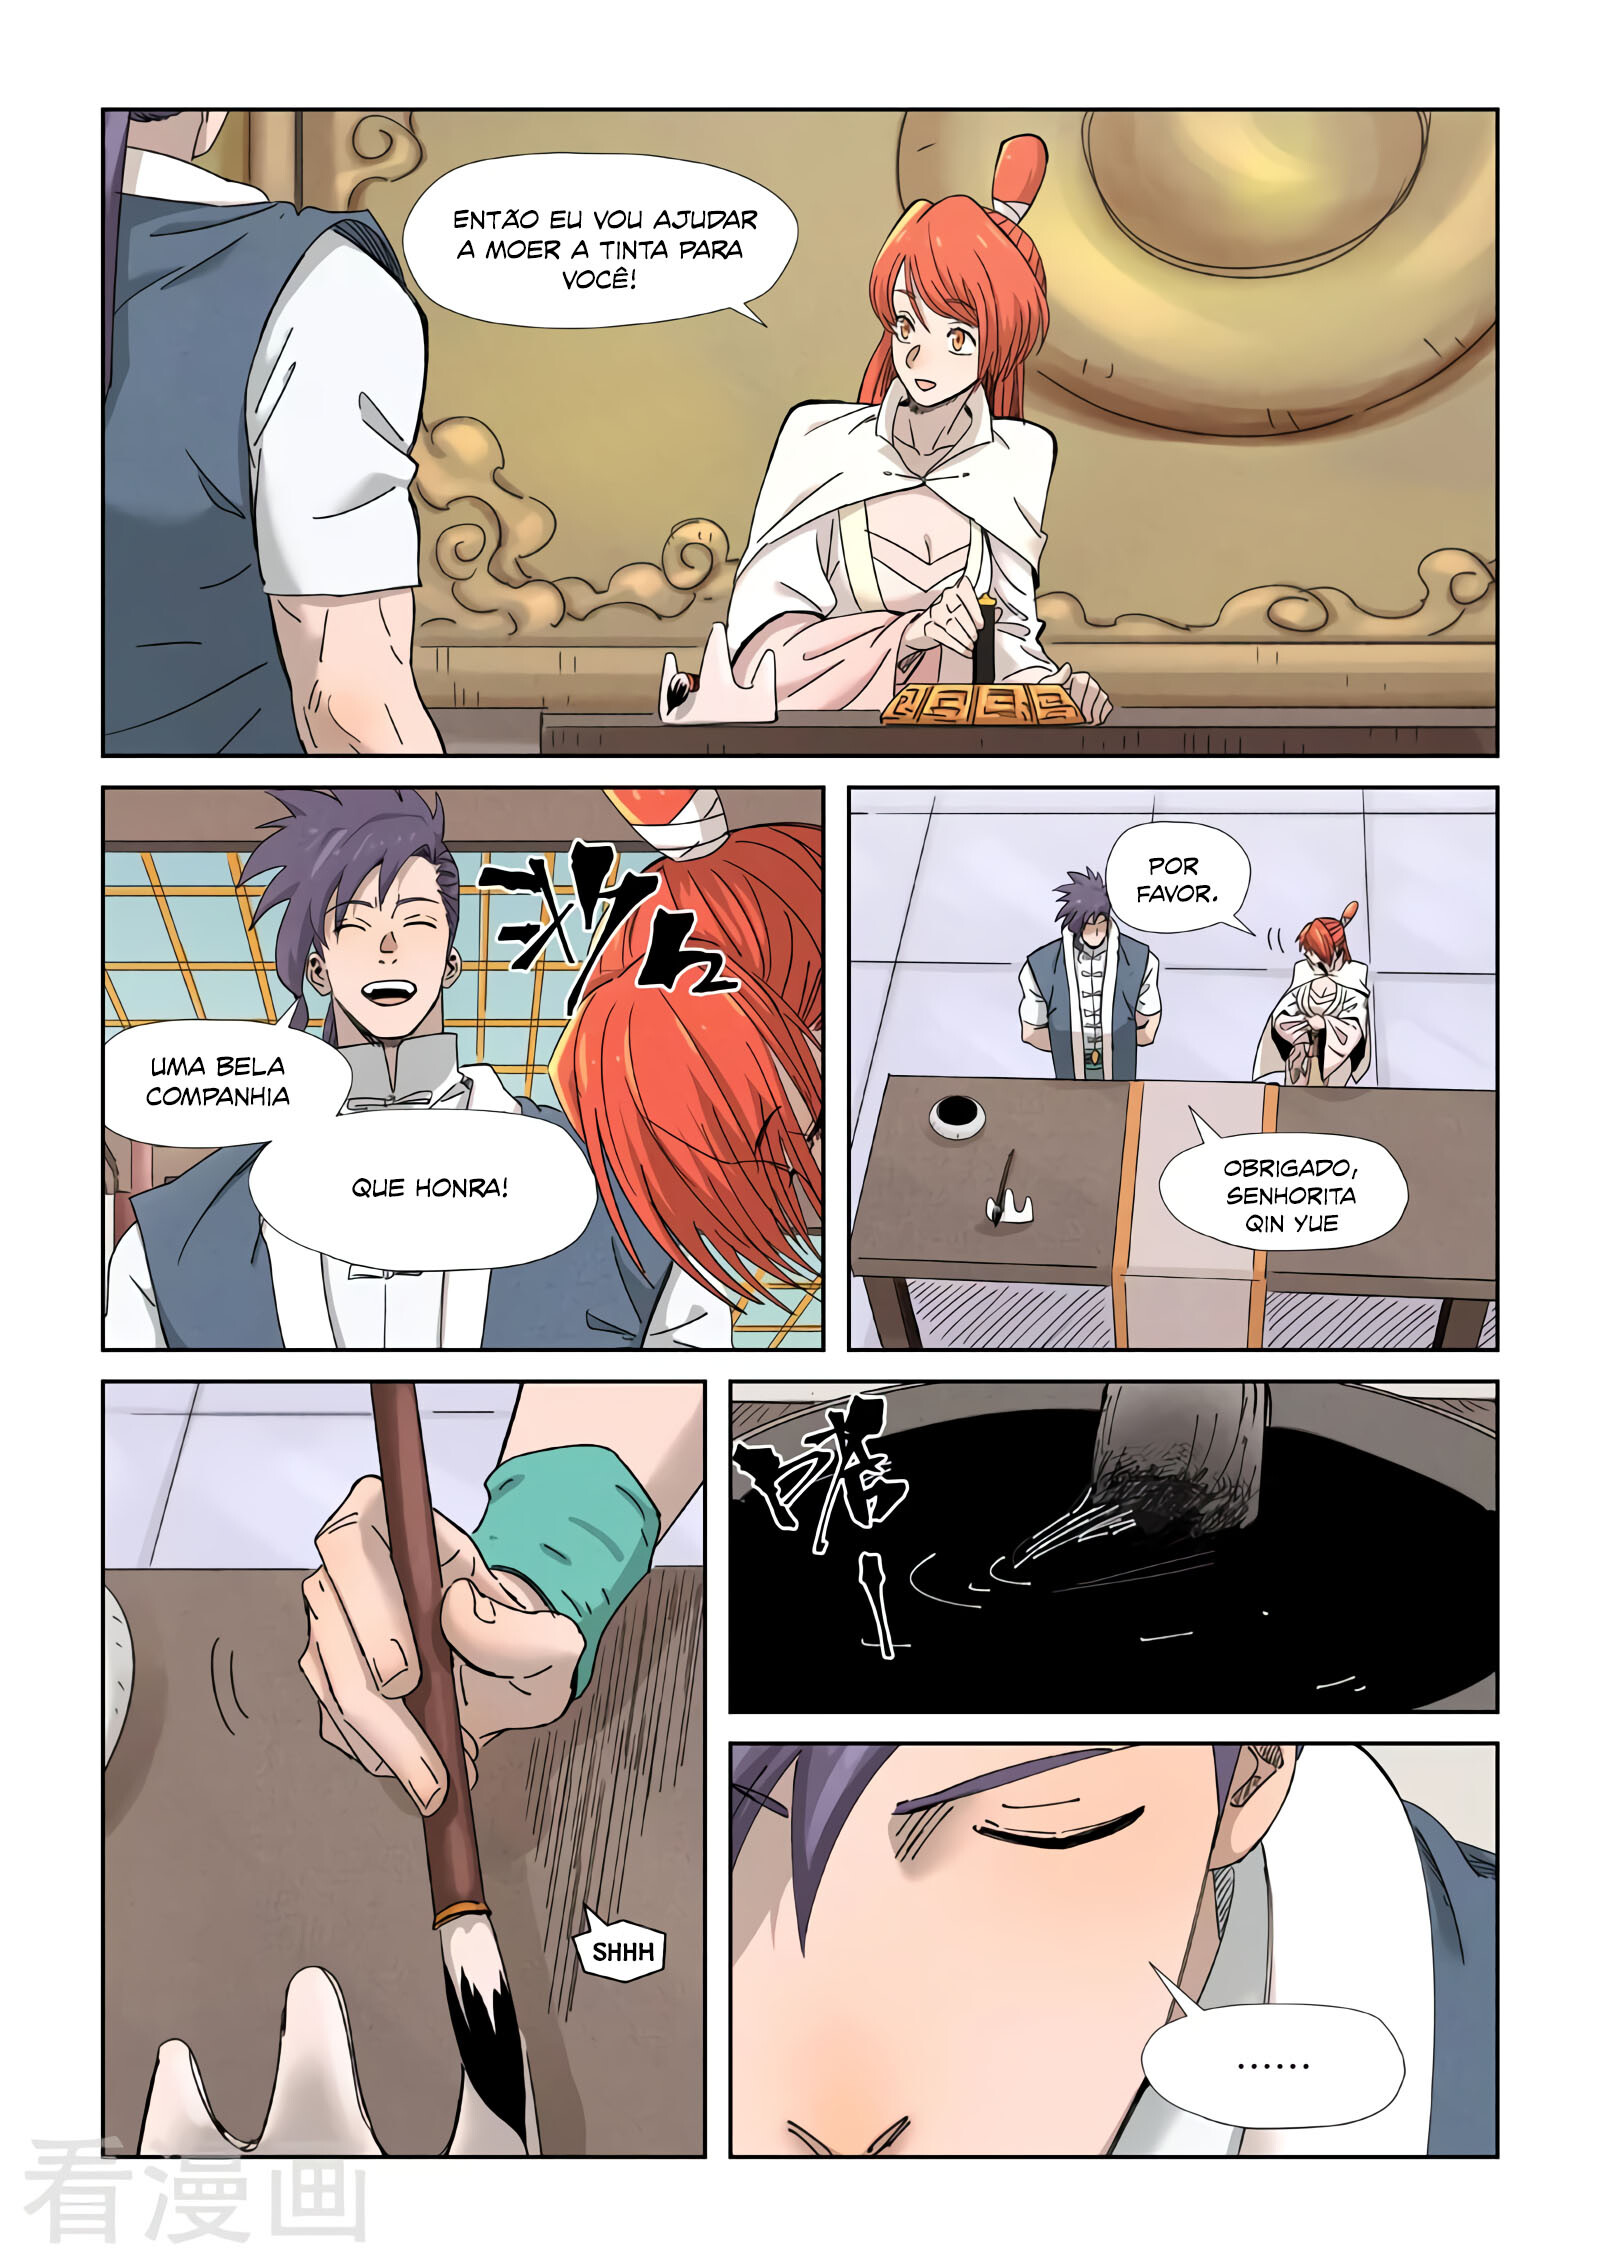 ENTÃO EU VOU AJUDAR
A MOER A TINTA PARA
VOCÊ!
UMA BELA
COMPANHIA
QUE HONRA!
POR
FAVOR.
OBRIGADO,
SENHORITA
QIN YUE
SHHH
......
看漫画